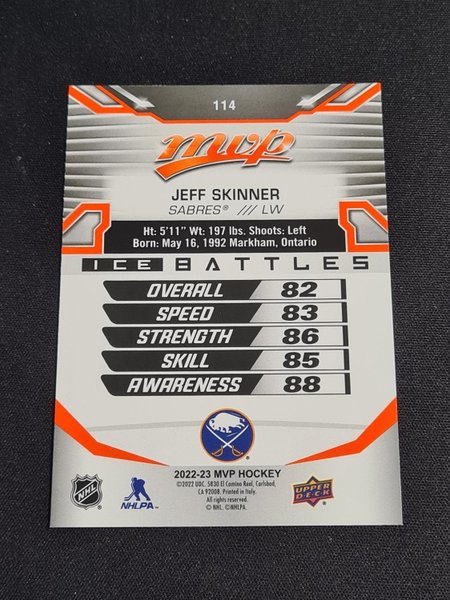 114
mvp
JEFF SKINNER
SABRES® /// LW
Ht: 5'11" Wt: 197 lbs. Shoots: Left
Born: May 16, 1992 Markham, Ontario
ICE BATTLES
OVERALL 82
SPEED 83
STRENGTH 86
SKILL 85
AWARENESS 88
2022-23 MVP HOCKEY
©2022 UDC, 5830 El Camino Real, Carlsbad,
CA 92008. Printed in Italy.
All rights reserved.
© NHL. ©NHLPA.
NHL
NHLPA
UPPER
DECK